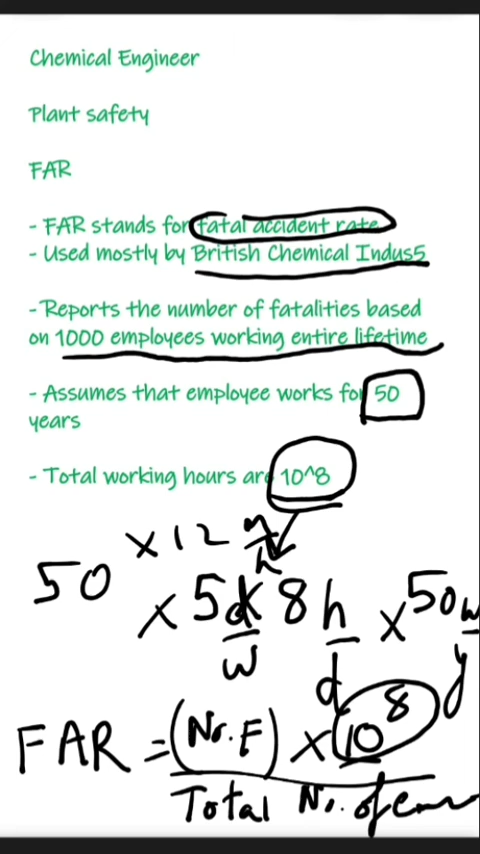 Chemical Engineer
Plant safety
FAR
- FAR stands for fatal accident rate
- Used mostly by British Chemical Indus5
-Reports the number of fatalities based
on 1000 employees working entire lifetime
- Assumes that employee works for 50
years
- Total working hours are 10^8
50 × 12
× 5 d/w × 8 h/d × 50 w/y
FAR = (Nr. F) × 10^8
Total Nr. of